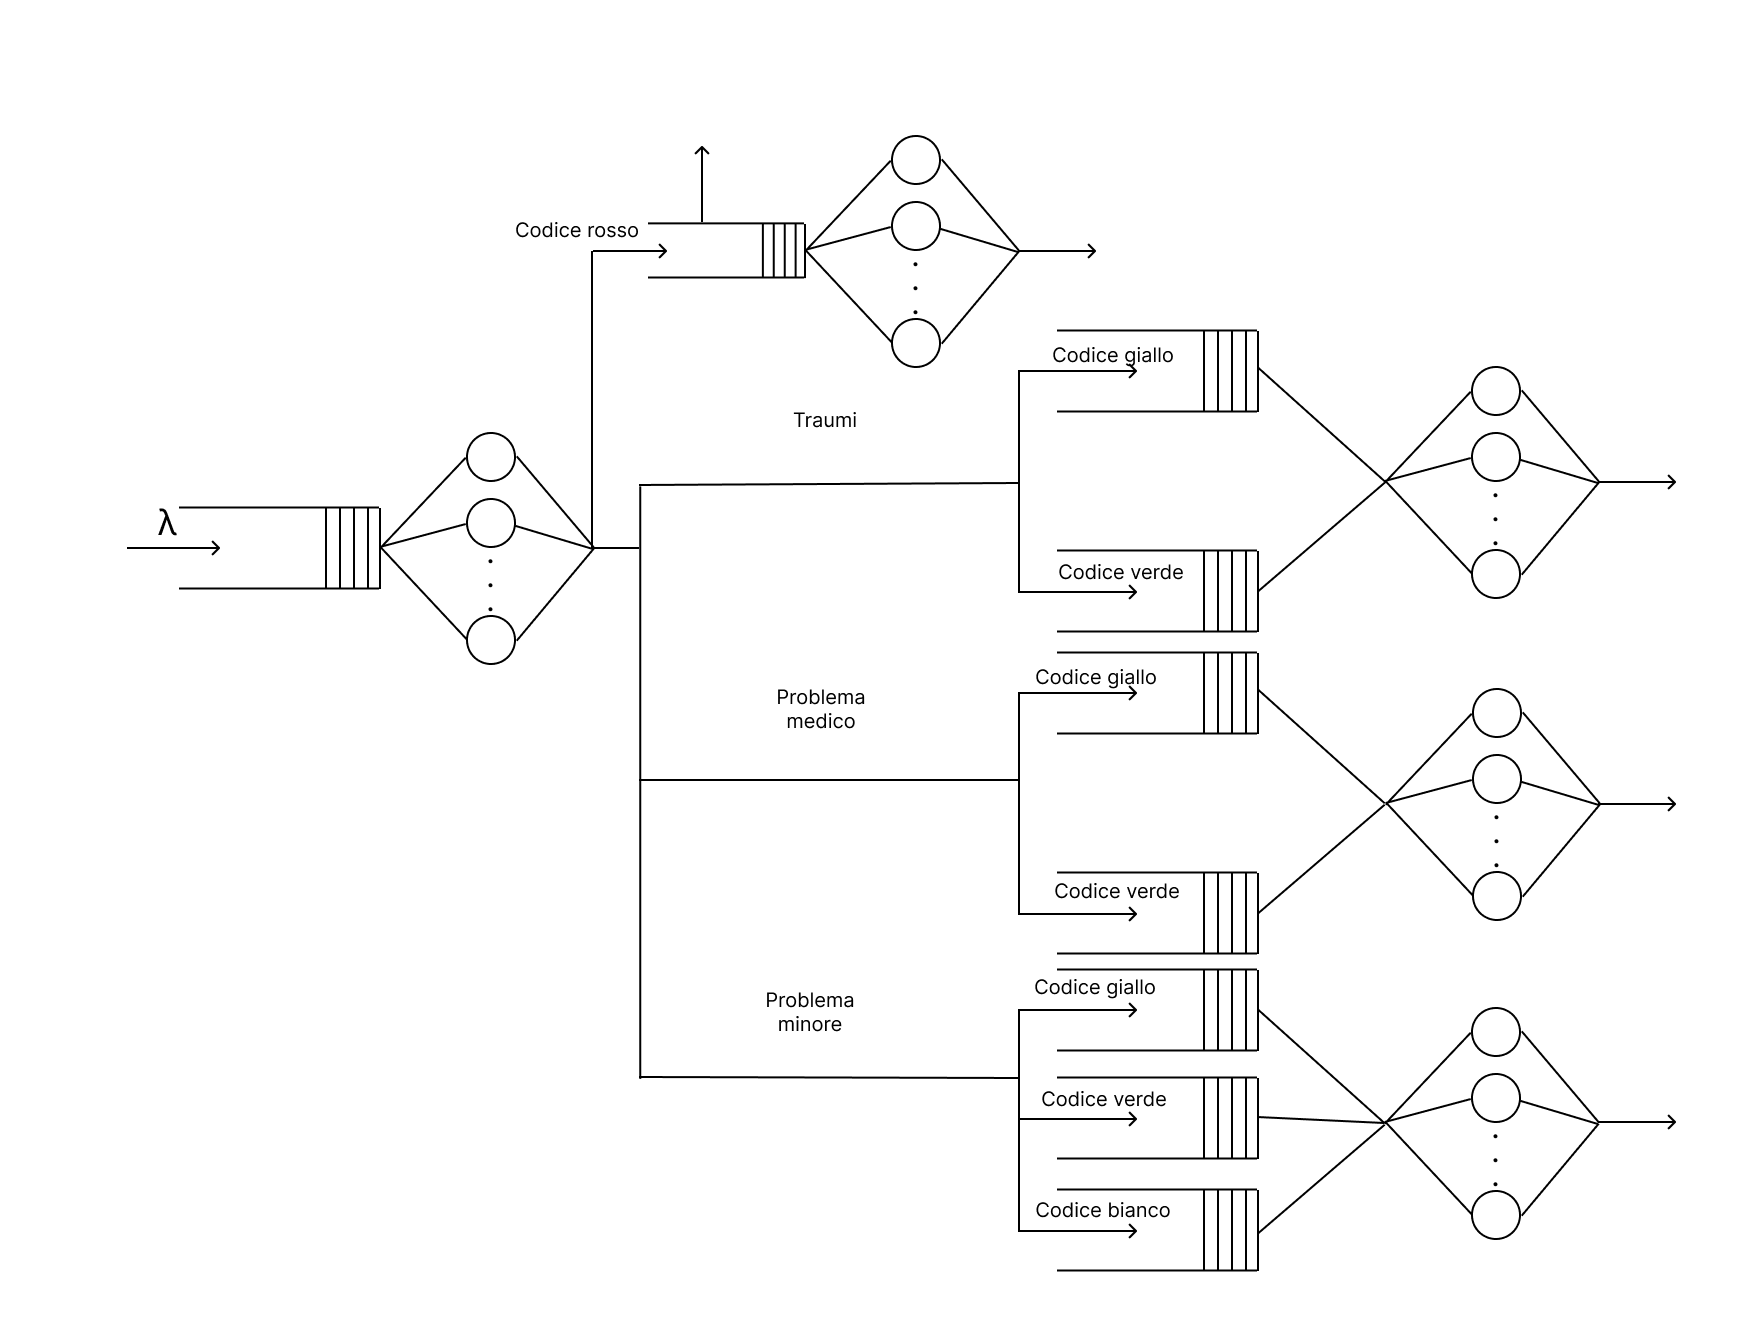 Codice rosso
Codice giallo
Traumi
λ
Codice verde
Codice giallo
Problema
medico
Codice verde
Codice giallo
Problema
minore
Codice verde
Codice bianco